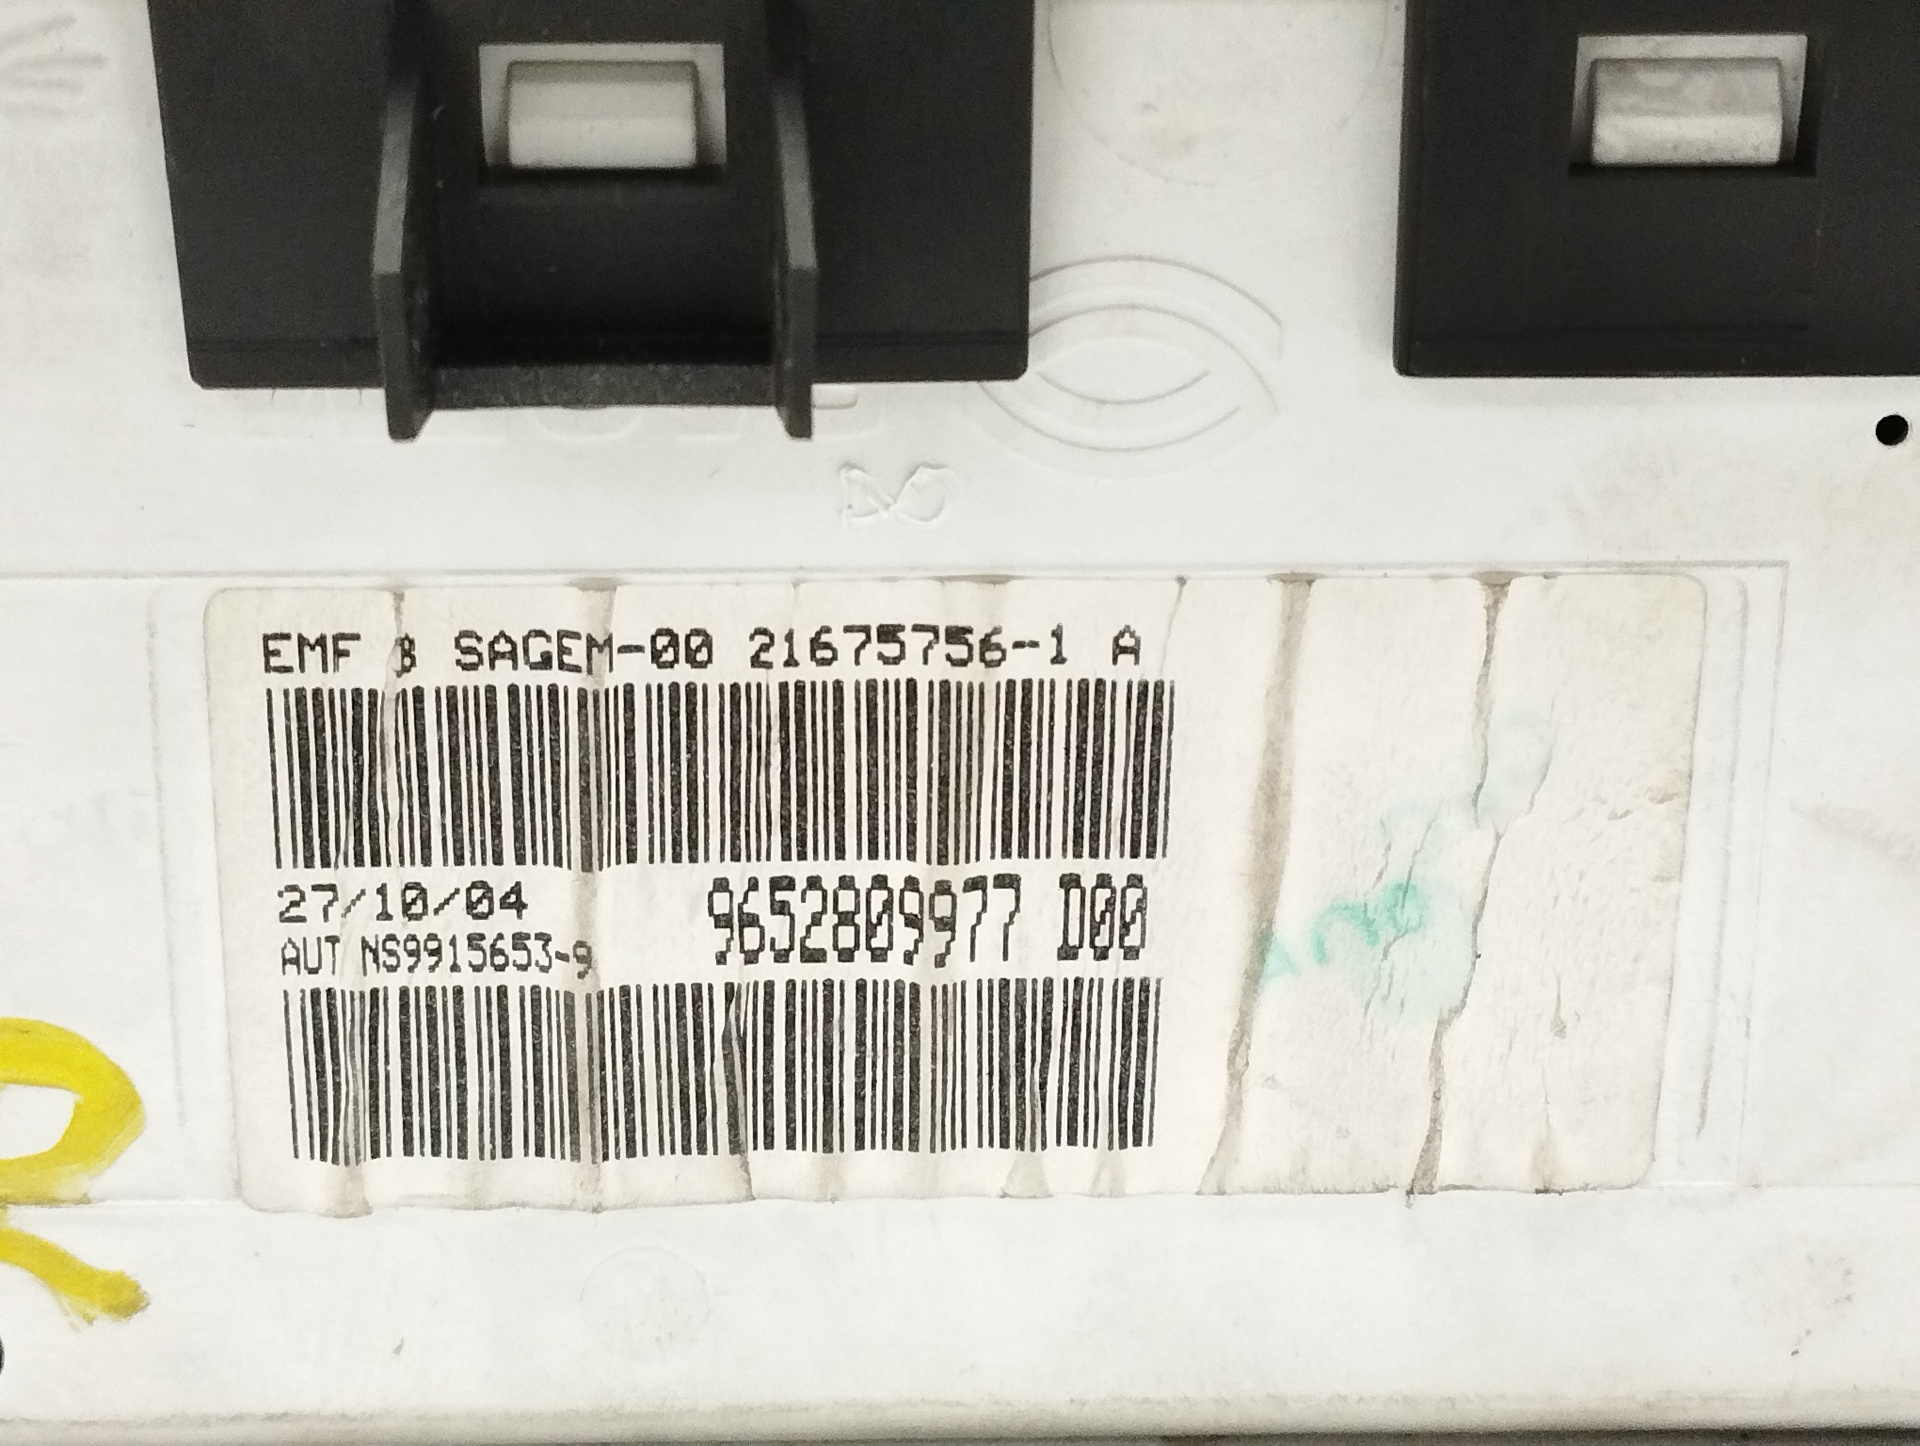 EMF B SAGEM-00 21675756-1 A
27/10/04
9652809977 D00
AUT NS9915653-9